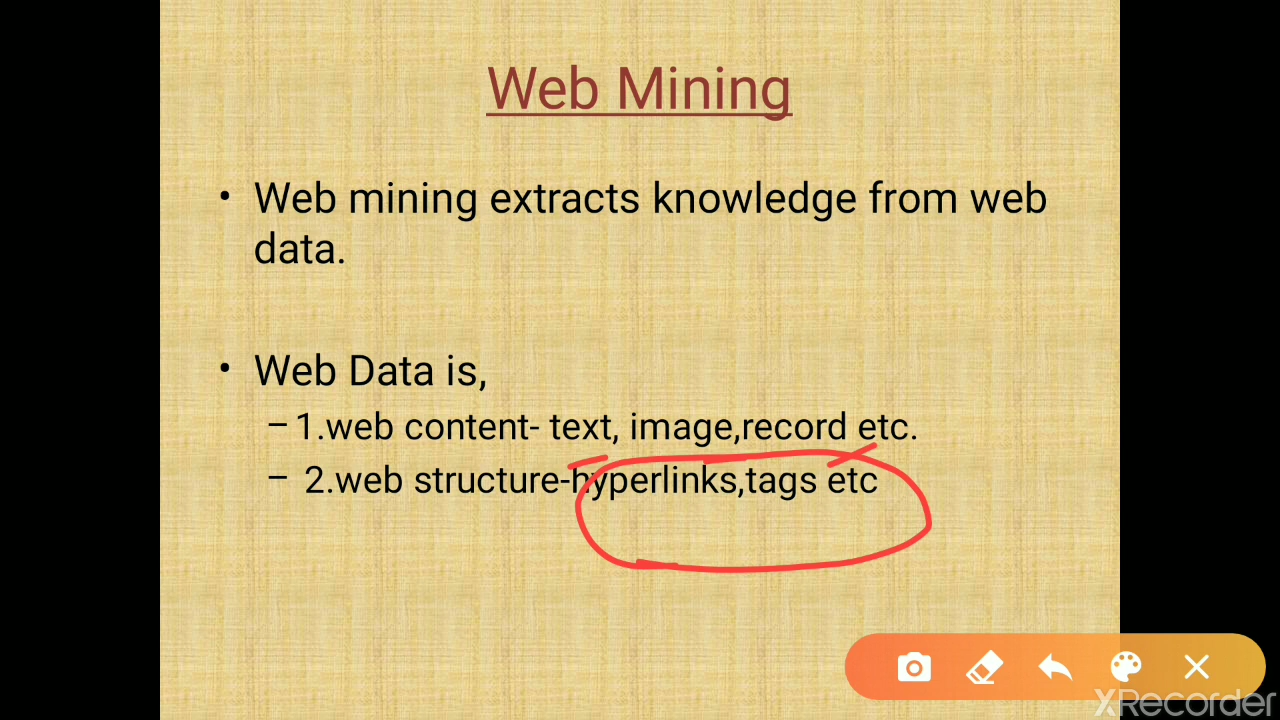 Web Mining
• Web mining extracts knowledge from web
data.
• Web Data is,
– 1.web content- text, image,record etc.
– 2.web structure-hyperlinks,tags etc
XRecorder